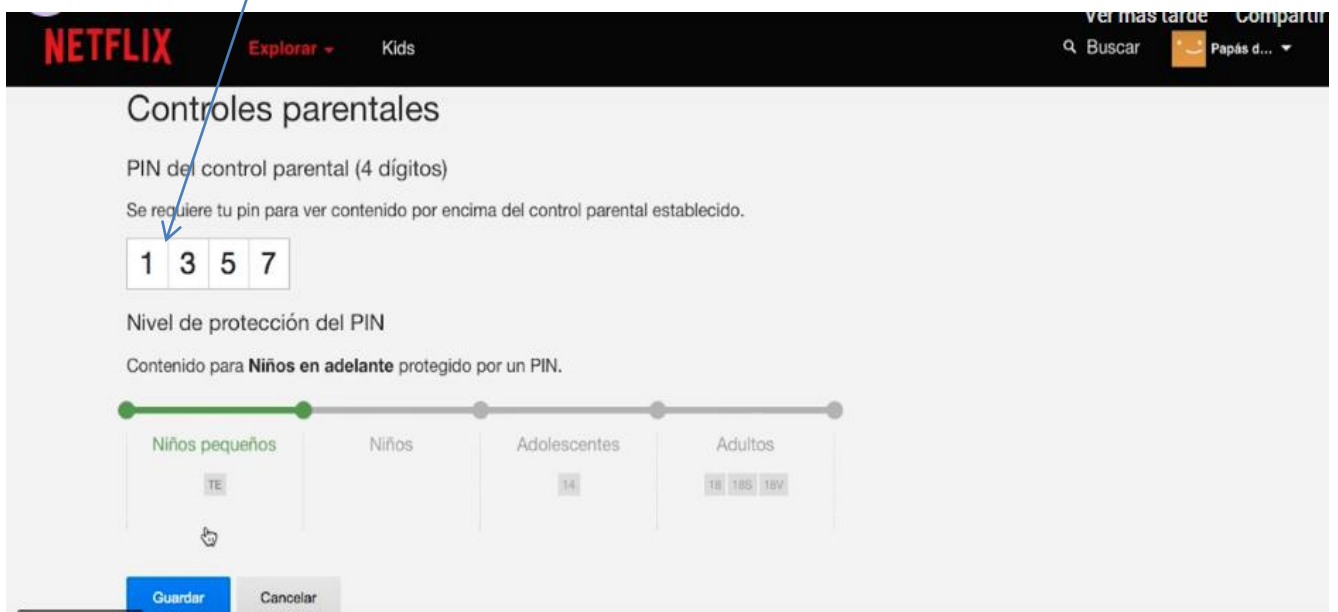 Ver más tarde Compartir
NETFLIX Explorar Kids Buscar Papás d...
Controles parentales
PIN del control parental (4 dígitos)
Se requiere tu pin para ver contenido por encima del control parental establecido.
1 3 5 7
Nivel de protección del PIN
Contenido para Niños en adelante protegido por un PIN.
Niños pequeños Niños Adolescentes Adultos
TE 14 18 18S 18V
Guardar Cancelar